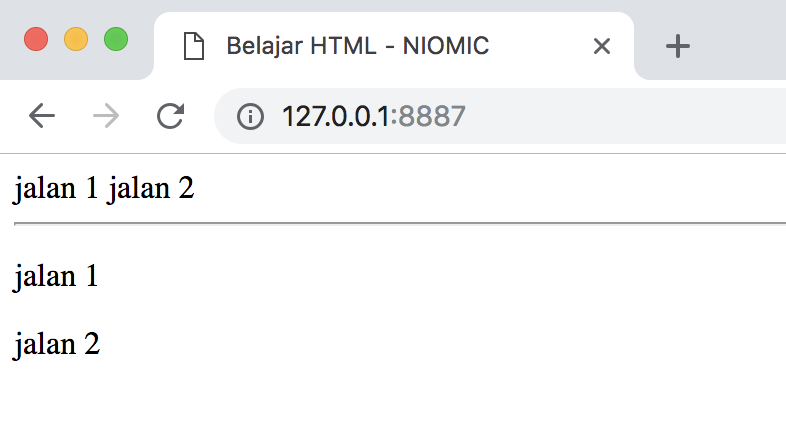 Belajar HTML - NIOMIC
127.0.0.1:8887
jalan 1 jalan 2
jalan 1
jalan 2